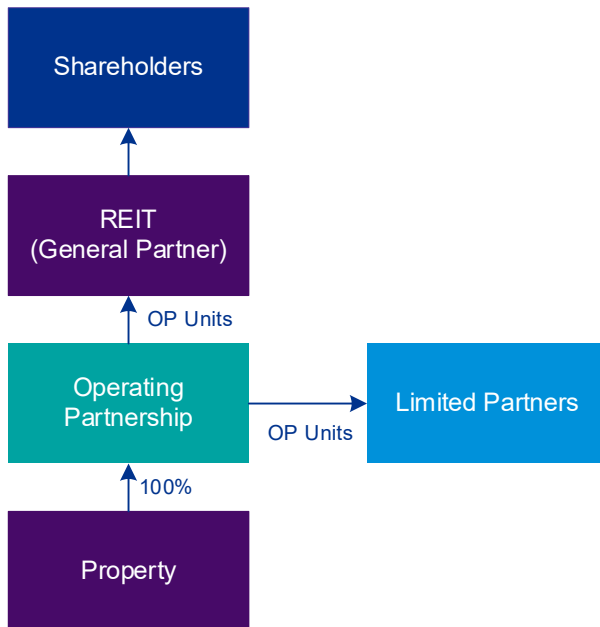 Shareholders
REIT
(General Partner)
OP Units
Operating
Partnership
Limited Partners
OP Units
100%
Property